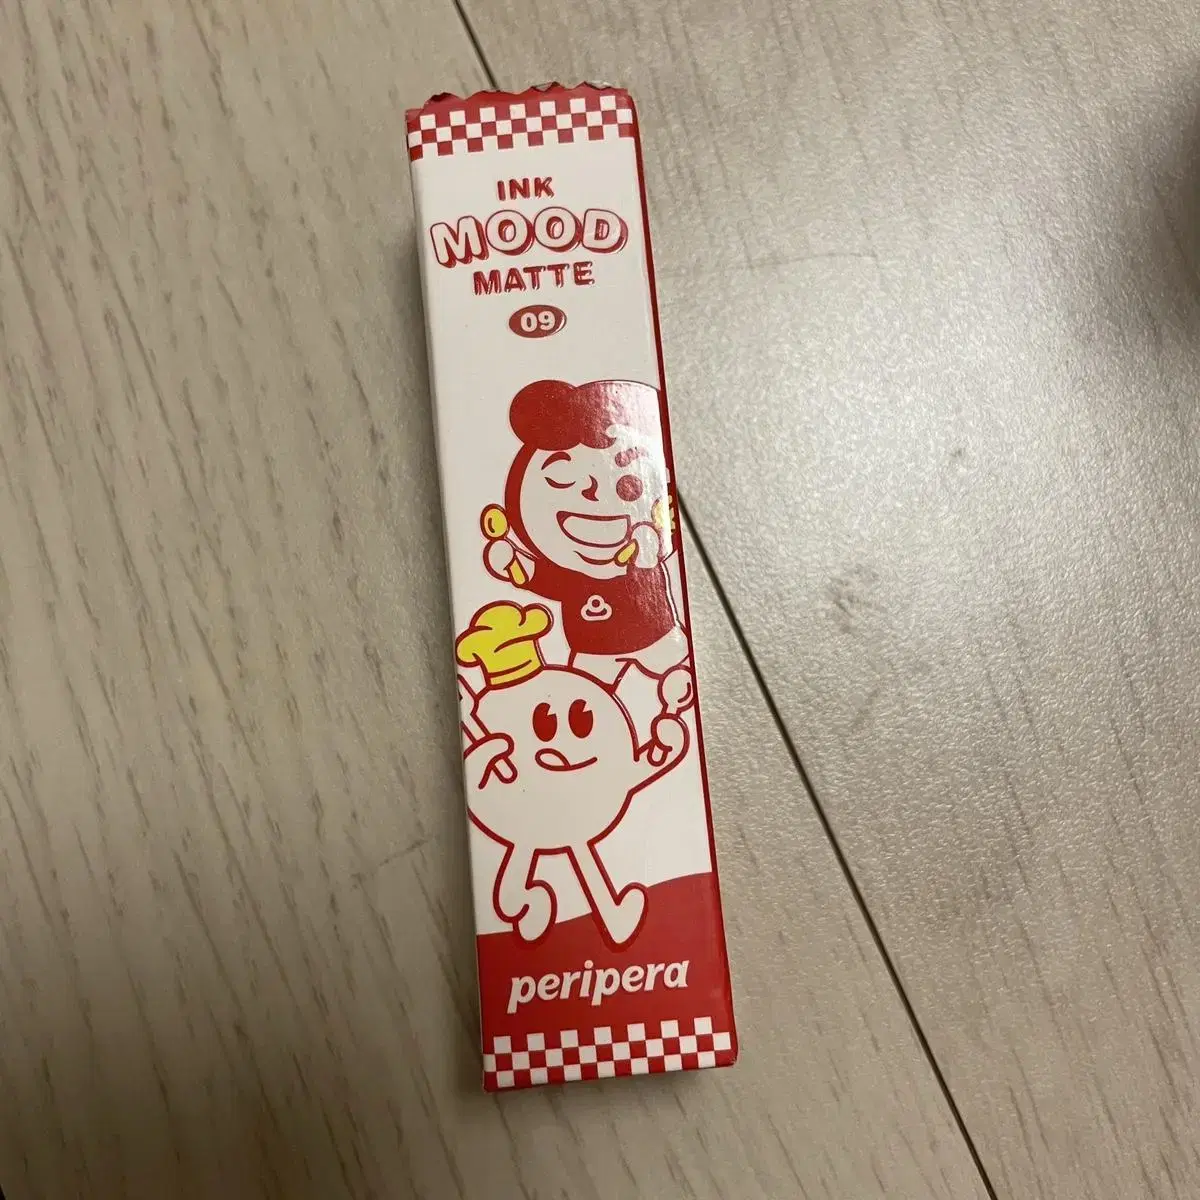 INK
MOOD
MATTE
09
peripera